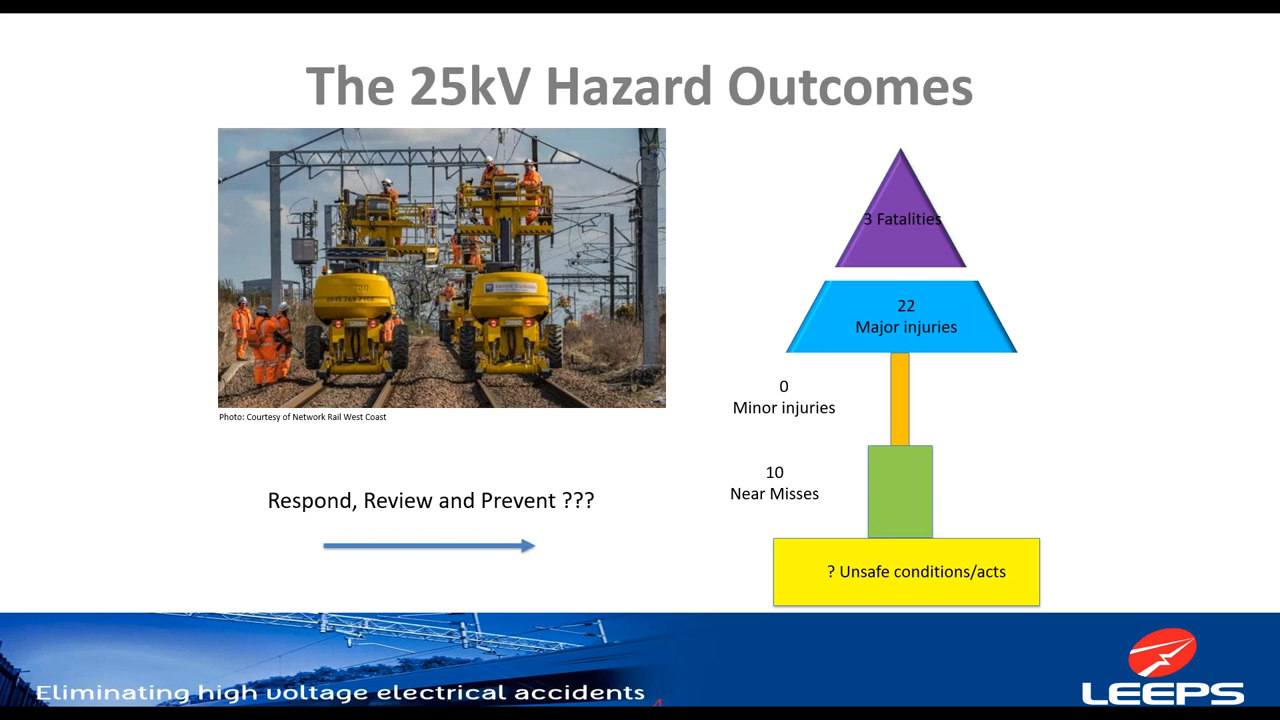 The 25kV Hazard Outcomes
Photo: Courtesy of Network Rail West Coast
Respond, Review and Prevent ???
3 Fatalities
22
Major injuries
0
Minor injuries
10
Near Misses
? Unsafe conditions/acts
Eliminating high voltage electrical accidents
4
LEEPS